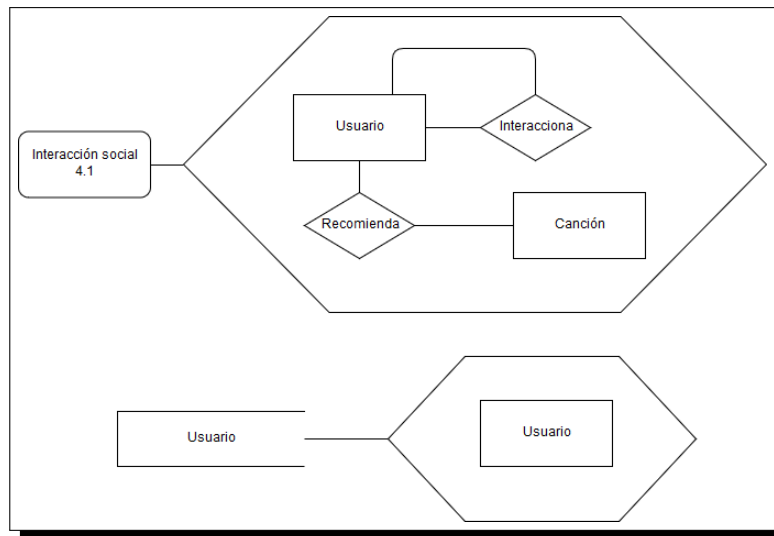 Usuario
Interacciona
Interacción social
4.1
Recomienda
Canción
Usuario
Usuario